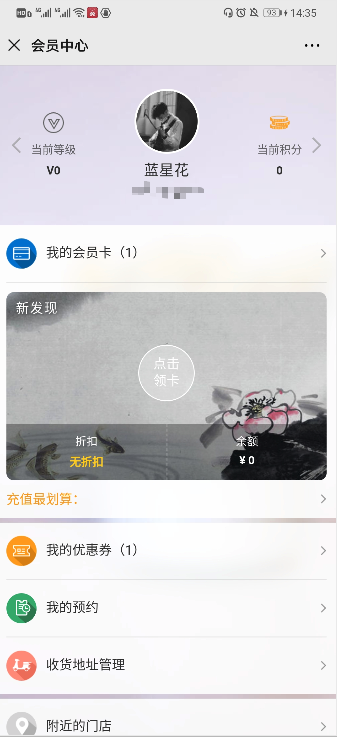 14:35
会员中心
当前等级
V0
蓝星花
当前积分
0
我的会员卡（1）
新发现
点击
领卡
折扣
无折扣
余额
¥ 0
充值最划算：
我的优惠券（1）
我的预约
收货地址管理
附近的门店